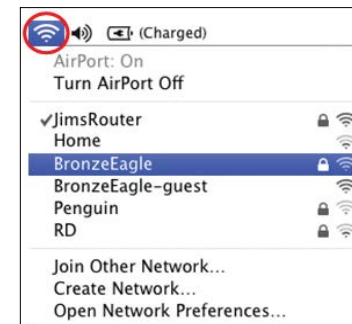 (Charged)
AirPort: On
Turn AirPort Off
✓JimsRouter
Home
BronzeEagle
BronzeEagle-guest
Penguin
RD
Join Other Network...
Create Network...
Open Network Preferences...